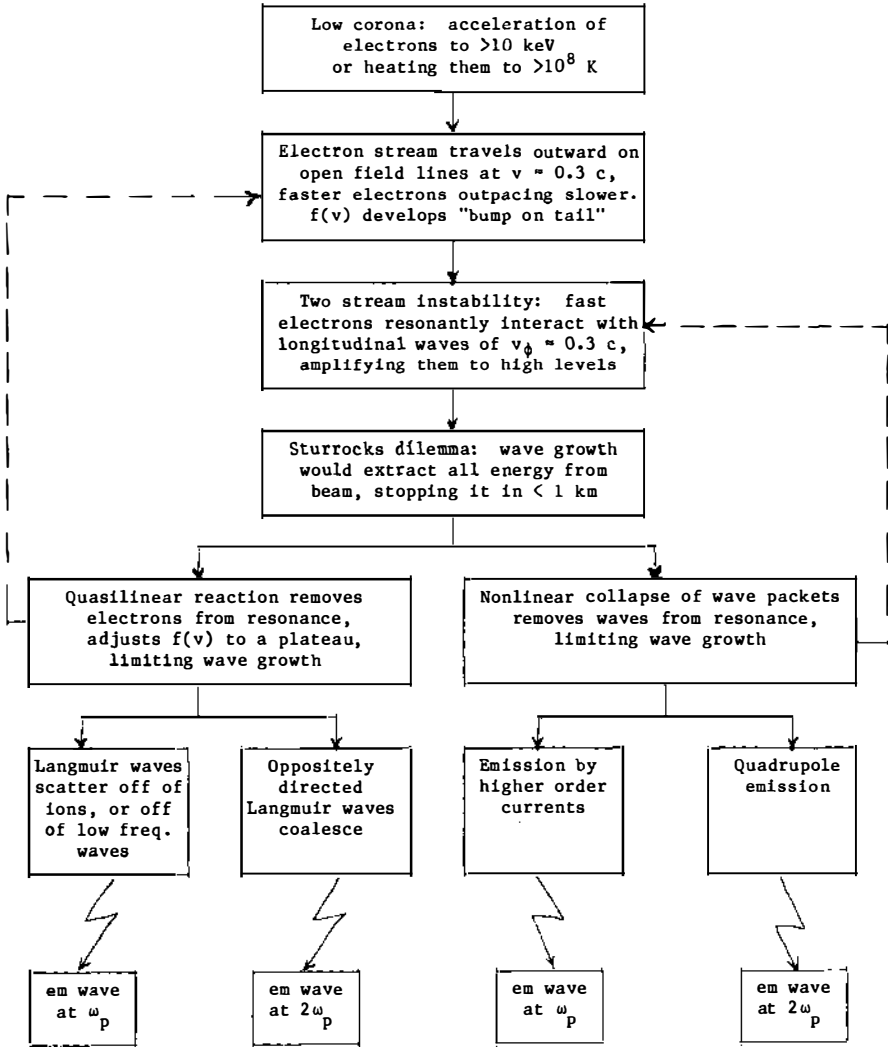 Low corona: acceleration of
electrons to >10 keV
or heating them to >10⁸ K
Electron stream travels outward on
open field lines at v ≈ 0.3 c,
faster electrons outpacing slower.
f(v) develops "bump on tail"
Two stream instability: fast
electrons resonantly interact with
longitudinal waves of v_ϕ ≈ 0.3 c,
amplifying them to high levels
Sturrocks dilemma: wave growth
would extract all energy from
beam, stopping it in < 1 km
Quasilinear reaction removes
electrons from resonance,
adjusts f(v) to a plateau,
limiting wave growth
Nonlinear collapse of wave packets
removes waves from resonance,
limiting wave growth
Langmuir waves
scatter off of
ions, or off
of low freq.
waves
Oppositely
directed
Langmuir waves
coalesce
Emission by
higher order
currents
Quadrupole
emission
em wave
at ω_p
em wave
at 2ω_p
em wave
at ω_p
em wave
at 2ω_p